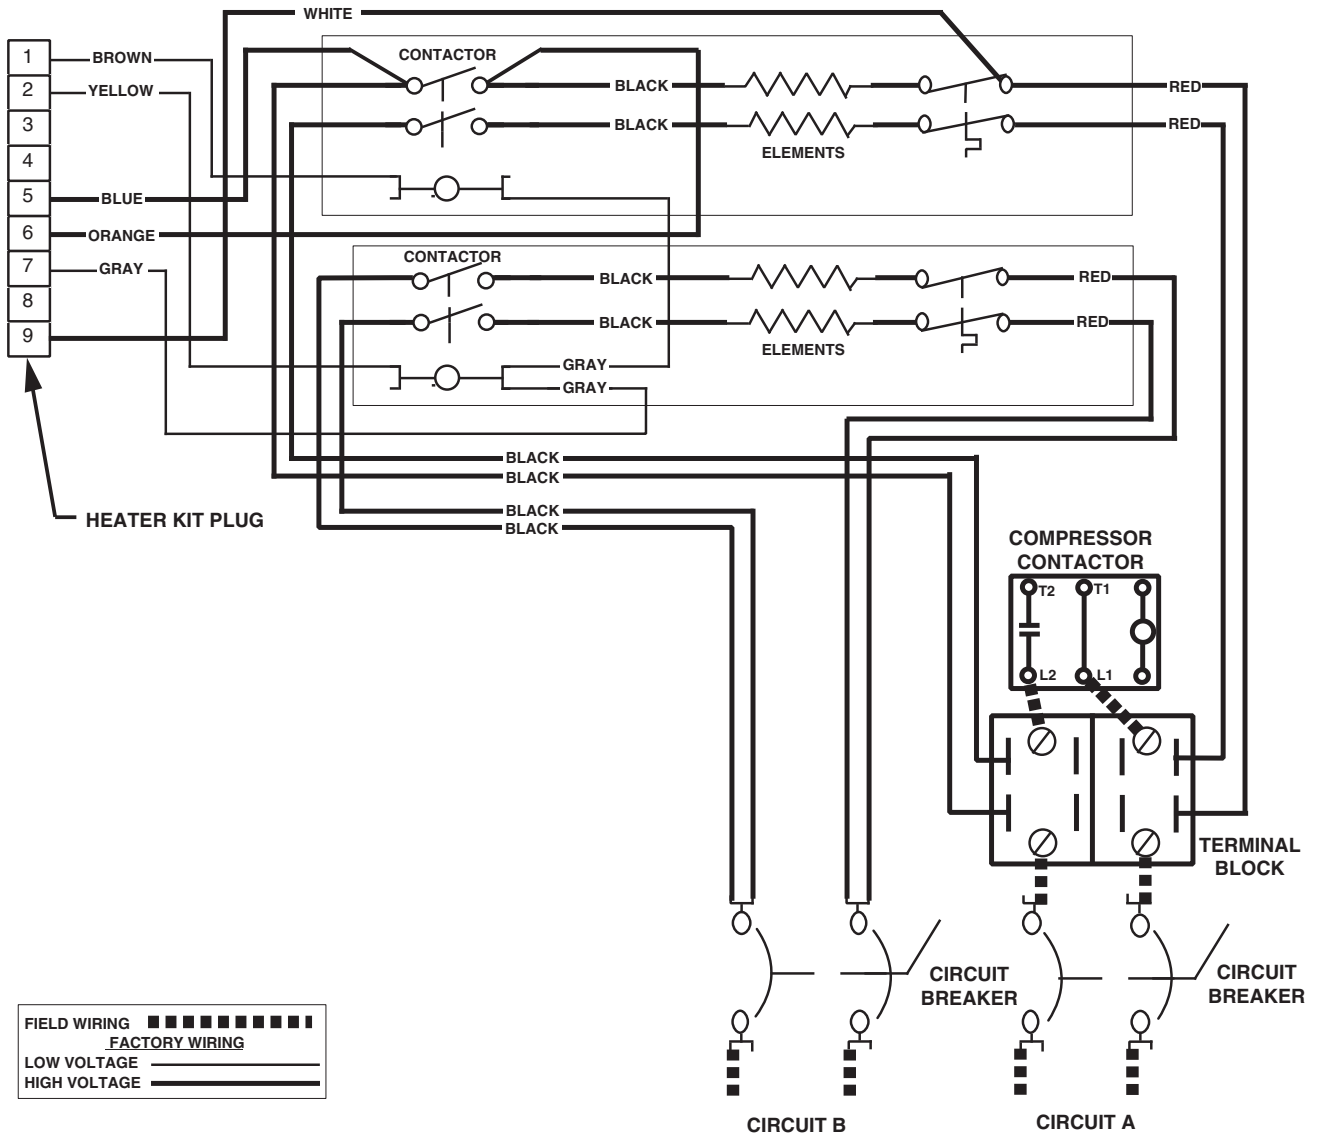 WHITE
1
BROWN
2
YELLOW
3
4
5
BLUE
6
ORANGE
7
GRAY
8
9
HEATER KIT PLUG
CONTACTOR
BLACK
RED
BLACK
RED
ELEMENTS
CONTACTOR
BLACK
RED
BLACK
RED
ELEMENTS
GRAY
GRAY
BLACK
BLACK
BLACK
BLACK
COMPRESSOR
CONTACTOR
T2
T1
L2
L1
TERMINAL
BLOCK
CIRCUIT
BREAKER
CIRCUIT
BREAKER
CIRCUIT B
CIRCUIT A
FIELD WIRING
FACTORY WIRING
LOW VOLTAGE
HIGH VOLTAGE